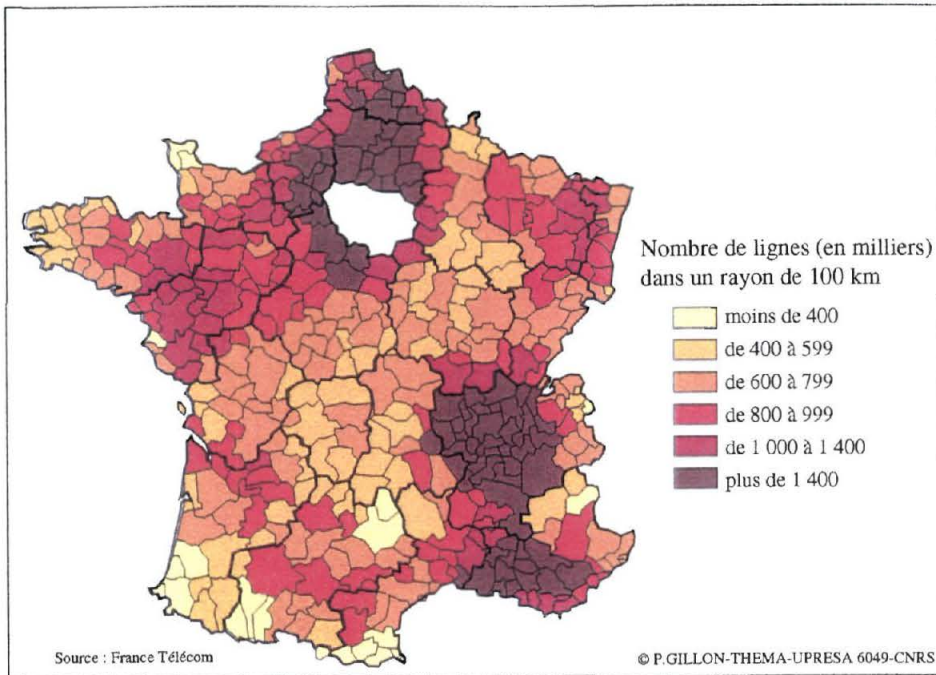 Nombre de lignes (en milliers)
dans un rayon de 100 km
moins de 400
de 400 à 599
de 600 à 799
de 800 à 999
de 1 000 à 1 400
plus de 1 400
Source : France Télécom
© P.GILLON-THEMA-UPRESA 6049-CNRS